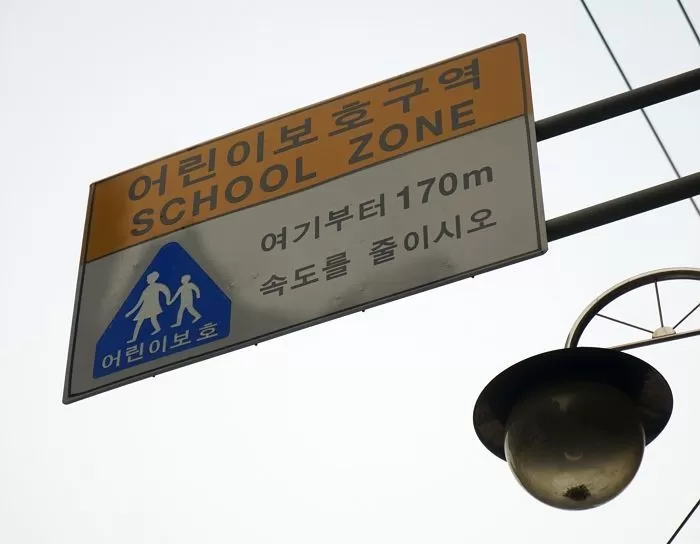 어린이보호구역
SCHOOL ZONE
여기부터 170m
속도를 줄이시오
어린이보호